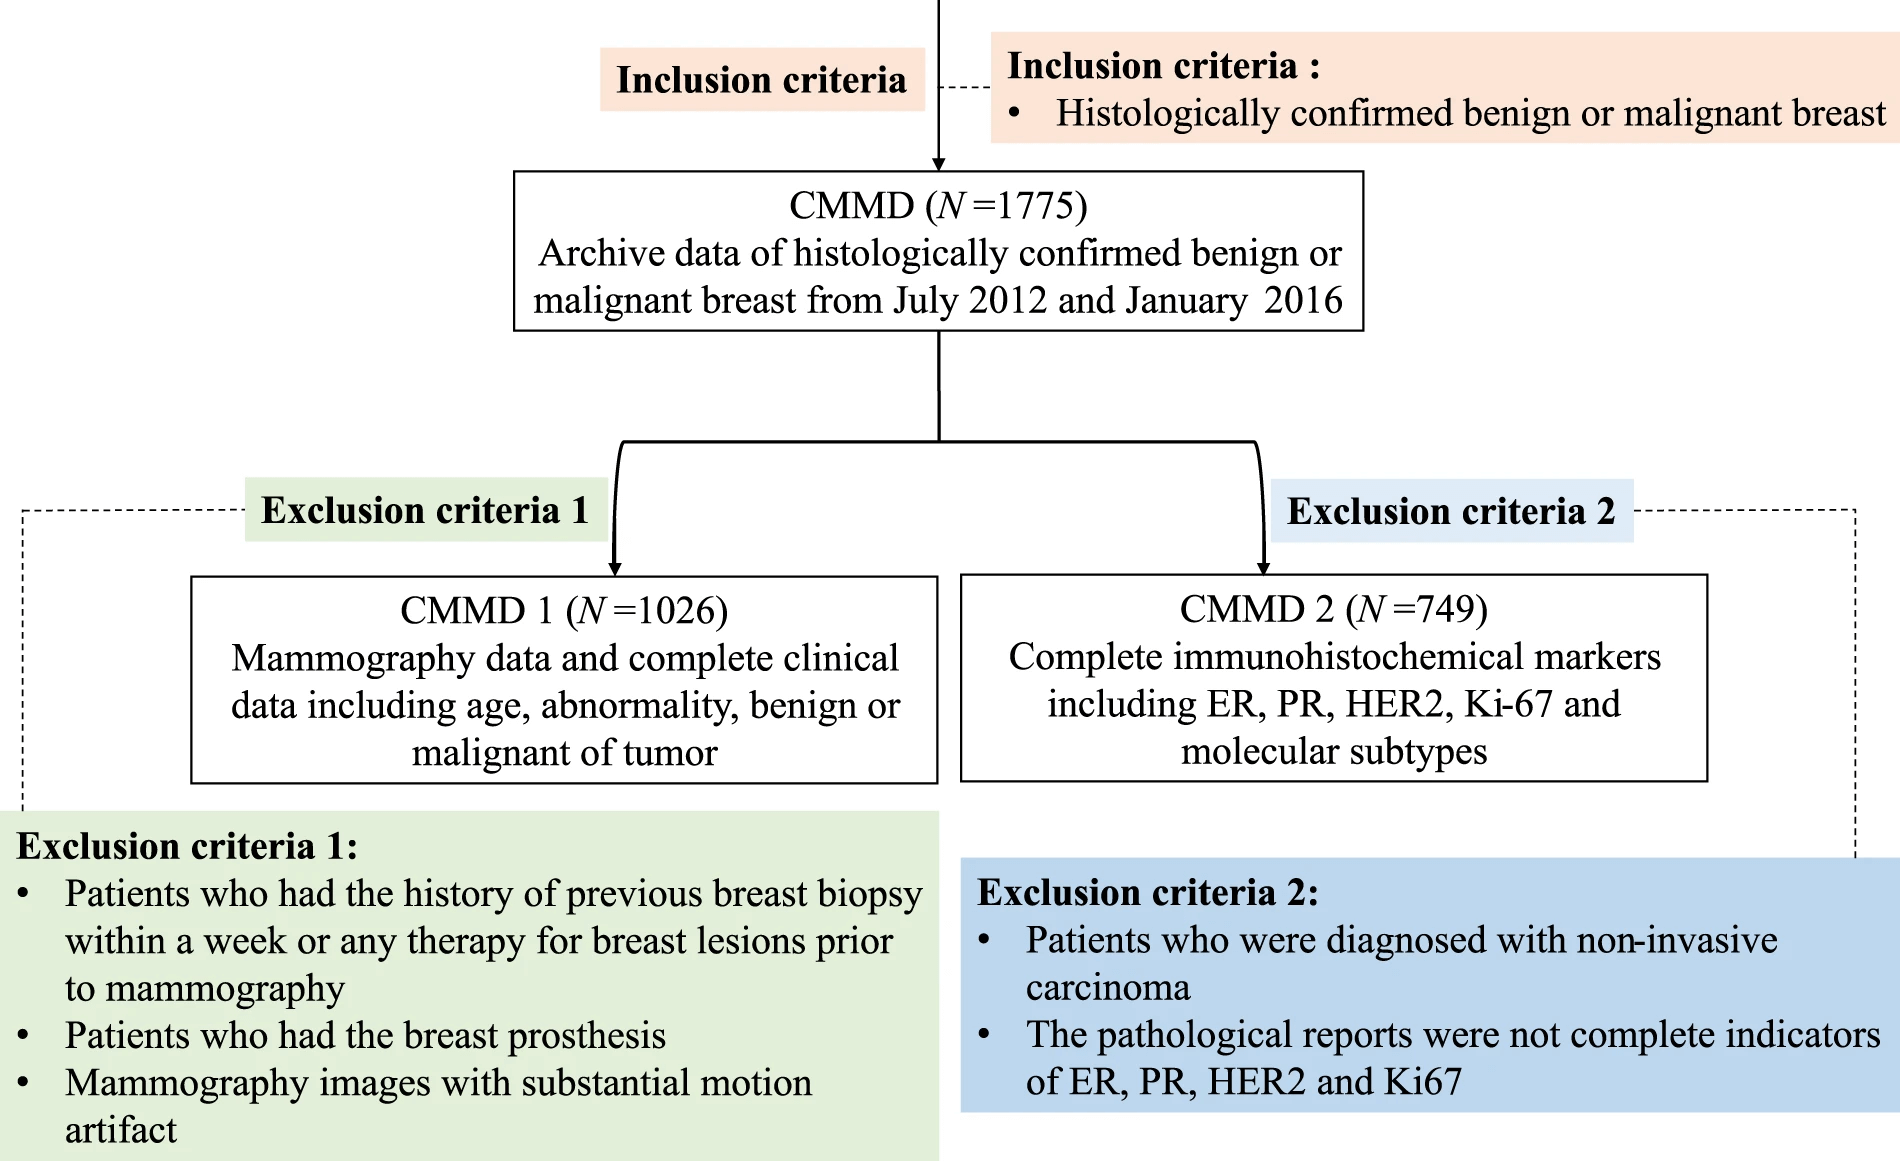 Inclusion criteria
Inclusion criteria :
• Histologically confirmed benign or malignant breast
CMMD (N =1775)
Archive data of histologically confirmed benign or
malignant breast from July 2012 and January 2016
Exclusion criteria 1
Exclusion criteria 2
CMMD 1 (N =1026)
Mammography data and complete clinical
data including age, abnormality, benign or
malignant of tumor
CMMD 2 (N =749)
Complete immunohistochemical markers
including ER, PR, HER2, Ki-67 and
molecular subtypes
Exclusion criteria 1:
• Patients who had the history of previous breast biopsy
within a week or any therapy for breast lesions prior
to mammography
• Patients who had the breast prosthesis
• Mammography images with substantial motion
artifact
Exclusion criteria 2:
• Patients who were diagnosed with non-invasive
carcinoma
• The pathological reports were not complete indicators
of ER, PR, HER2 and Ki67